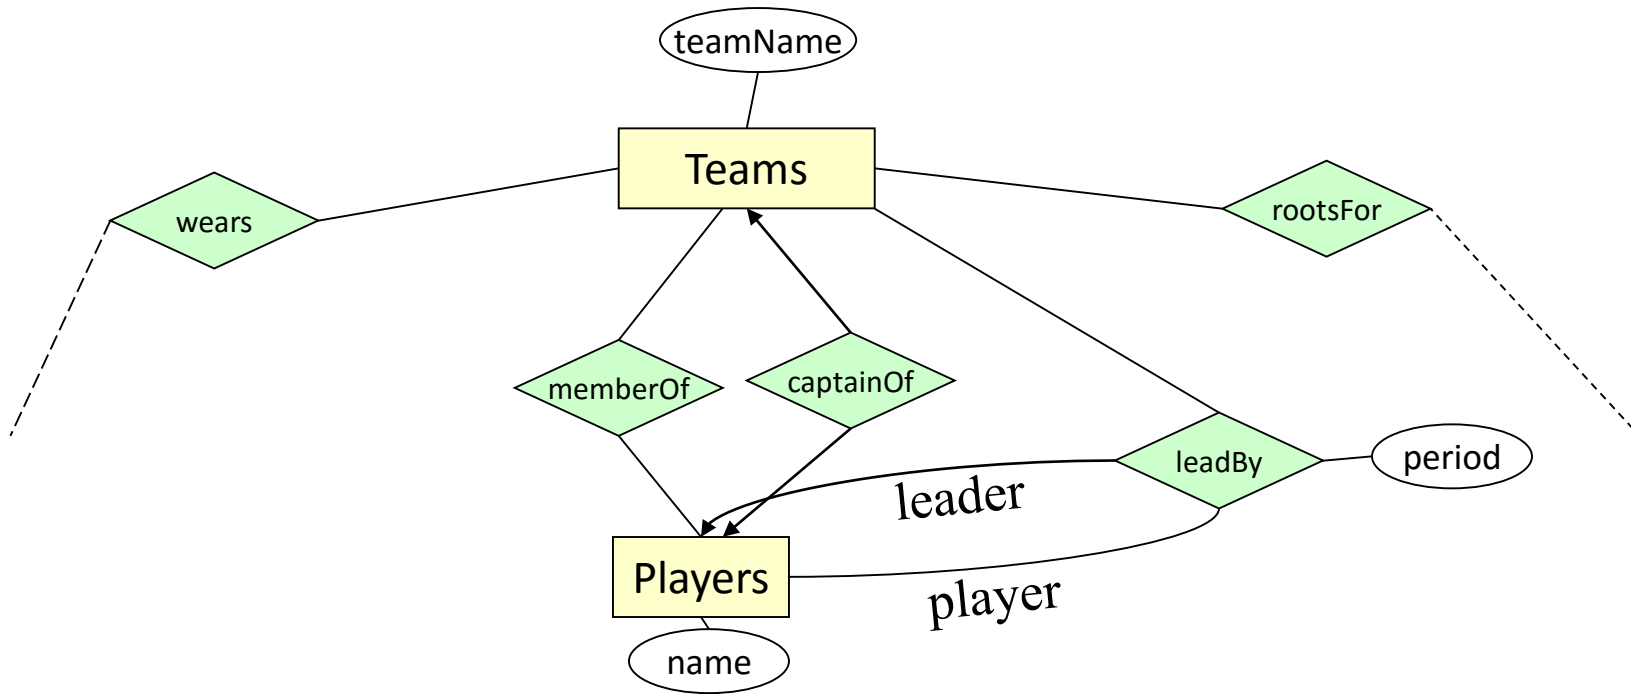 teamName
Teams
wears
rootsFor
memberOf
captainOf
leadBy
period
leader
Players
player
name